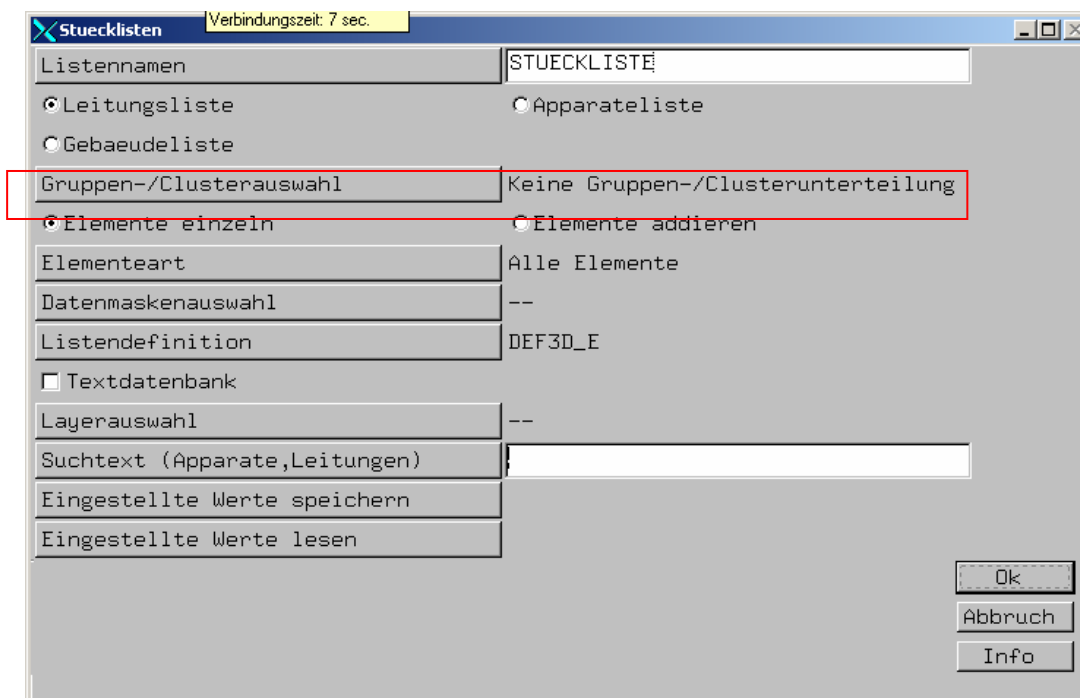 Verbindungszeit: 7 sec.
Stuecklisten
Listennamen STUECKLISTE
Leitungsliste Apparateliste
Gebaeudeliste
Gruppen-/Clusterauswahl Keine Gruppen-/Clusterunterteilung
Elemente einzeln Elemente addieren
Elementeart Alle Elemente
Datenmaskenauswahl --
Listendefinition DEF3D_E
Textdatenbank
Layerauswahl --
Suchtext (Apparate,Leitungen)
Eingestellte Werte speichern
Eingestellte Werte lesen
Ok
Abbruch
Info